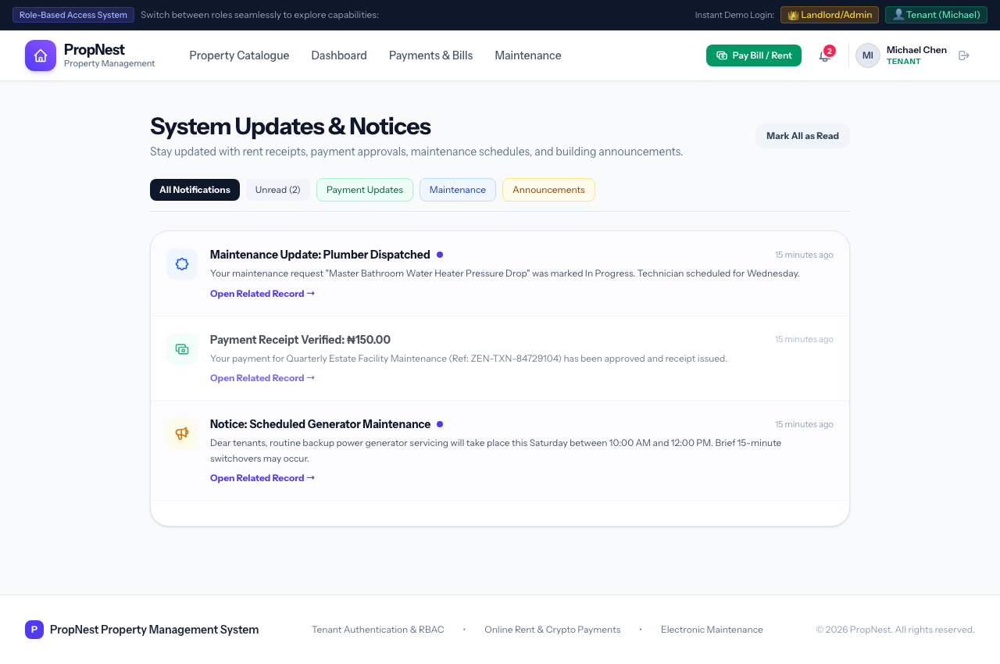 Role-Based Access System Switch between roles seamlessly to explore capabilities: Instant Demo Login: 👑 Landlord/Admin 👤 Tenant (Michael)
PropNest
Property Management
Property Catalogue Dashboard Payments & Bills Maintenance
Pay Bill / Rent
2
MI
Michael Chen
TENANT
System Updates & Notices
Stay updated with rent receipts, payment approvals, maintenance schedules, and building announcements.
Mark All as Read
All Notifications Unread (2) Payment Updates Maintenance Announcements
Maintenance Update: Plumber Dispatched 15 minutes ago
Your maintenance request "Master Bathroom Water Heater Pressure Drop" was marked In Progress. Technician scheduled for Wednesday.
Open Related Record →
Payment Receipt Verified: ₦150.00 15 minutes ago
Your payment for Quarterly Estate Facility Maintenance (Ref: ZEN-TXN-84729104) has been approved and receipt issued.
Open Related Record →
Notice: Scheduled Generator Maintenance 15 minutes ago
Dear tenants, routine backup power generator servicing will take place this Saturday between 10:00 AM and 12:00 PM. Brief 15-minute
switchovers may occur.
Open Related Record →
P PropNest Property Management System Tenant Authentication & RBAC • Online Rent & Crypto Payments • Electronic Maintenance © 2026 PropNest. All rights reserved.